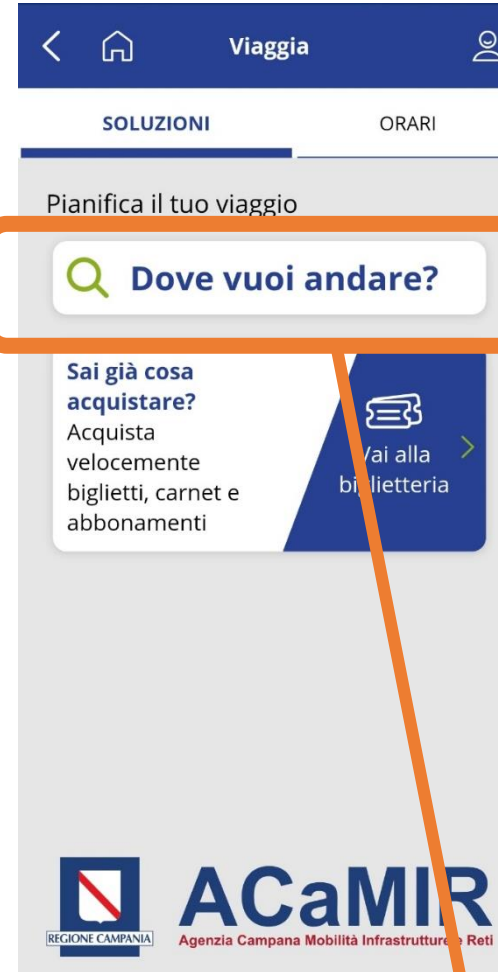 Viaggia
SOLUZIONI
ORARI
Pianifica il tuo viaggio
Dove vuoi andare?
Sai già cosa
acquistare?
Acquista
velocemente
biglietti, carnet e
abbonamenti
Vai alla
biglietteria
REGIONE CAMPANIA
ACaMIR
Agenzia Campana Mobilità Infrastrutture e Reti